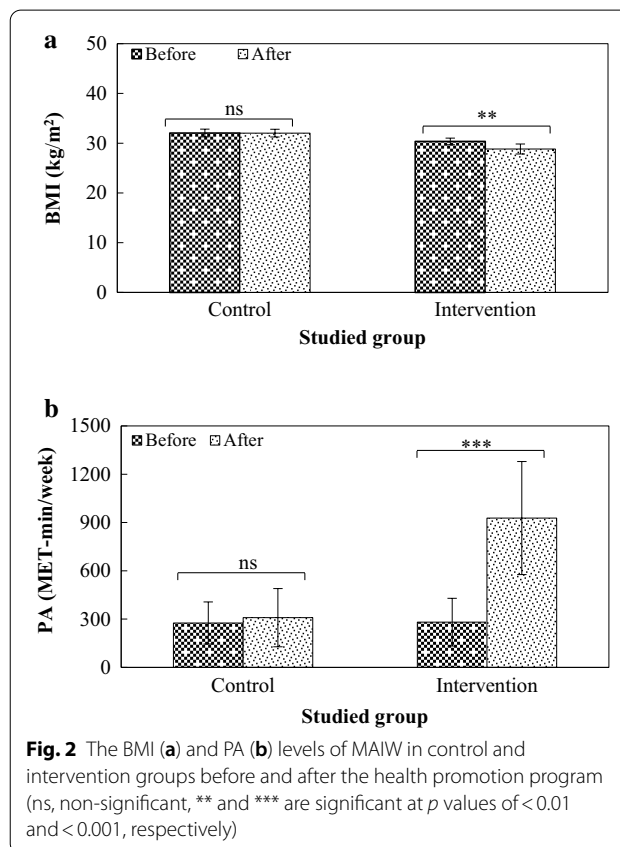 a
50
Before After
40
ns
**
30
20
10
0
BMI (kg/m²)
Control Intervention
Studied group
b
1500
Before After
***
1200
900
ns
600
300
0
PA (MET-min/week)
Control Intervention
Studied group
Fig. 2 The BMI (a) and PA (b) levels of MAIW in control and
intervention groups before and after the health promotion program
(ns, non-significant, ** and *** are significant at p values of < 0.01
and < 0.001, respectively)